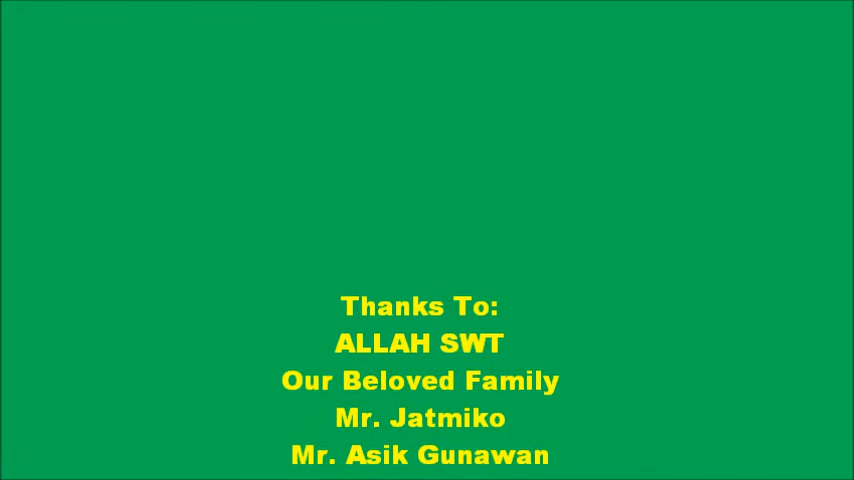 Thanks To:
ALLAH SWT
Our Beloved Family
Mr. Jatmiko
Mr. Asik Gunawan